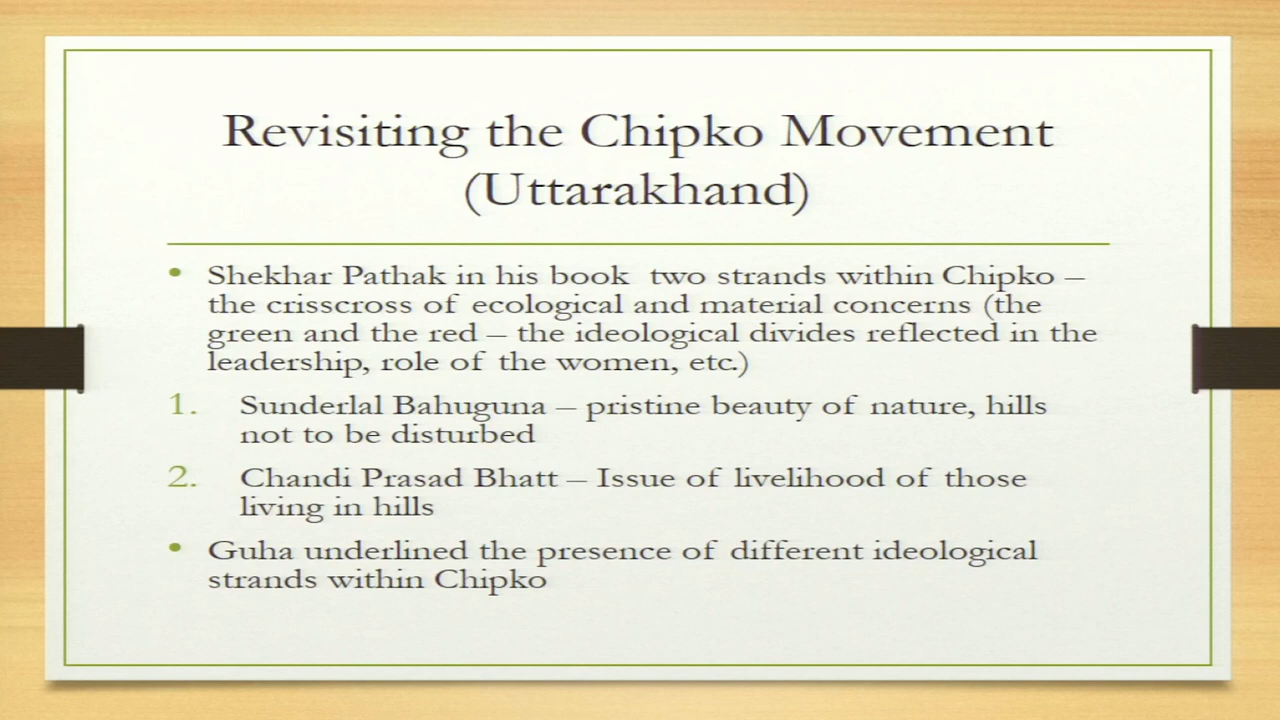 Revisiting the Chipko Movement
(Uttarakhand)
• Shekhar Pathak in his book two strands within Chipko –
the crisscross of ecological and material concerns (the
green and the red – the ideological divides reflected in the
leadership, role of the women, etc.)
1. Sunderlal Bahuguna – pristine beauty of nature, hills
not to be disturbed
2. Chandi Prasad Bhatt – Issue of livelihood of those
living in hills
• Guha underlined the presence of different ideological
strands within Chipko